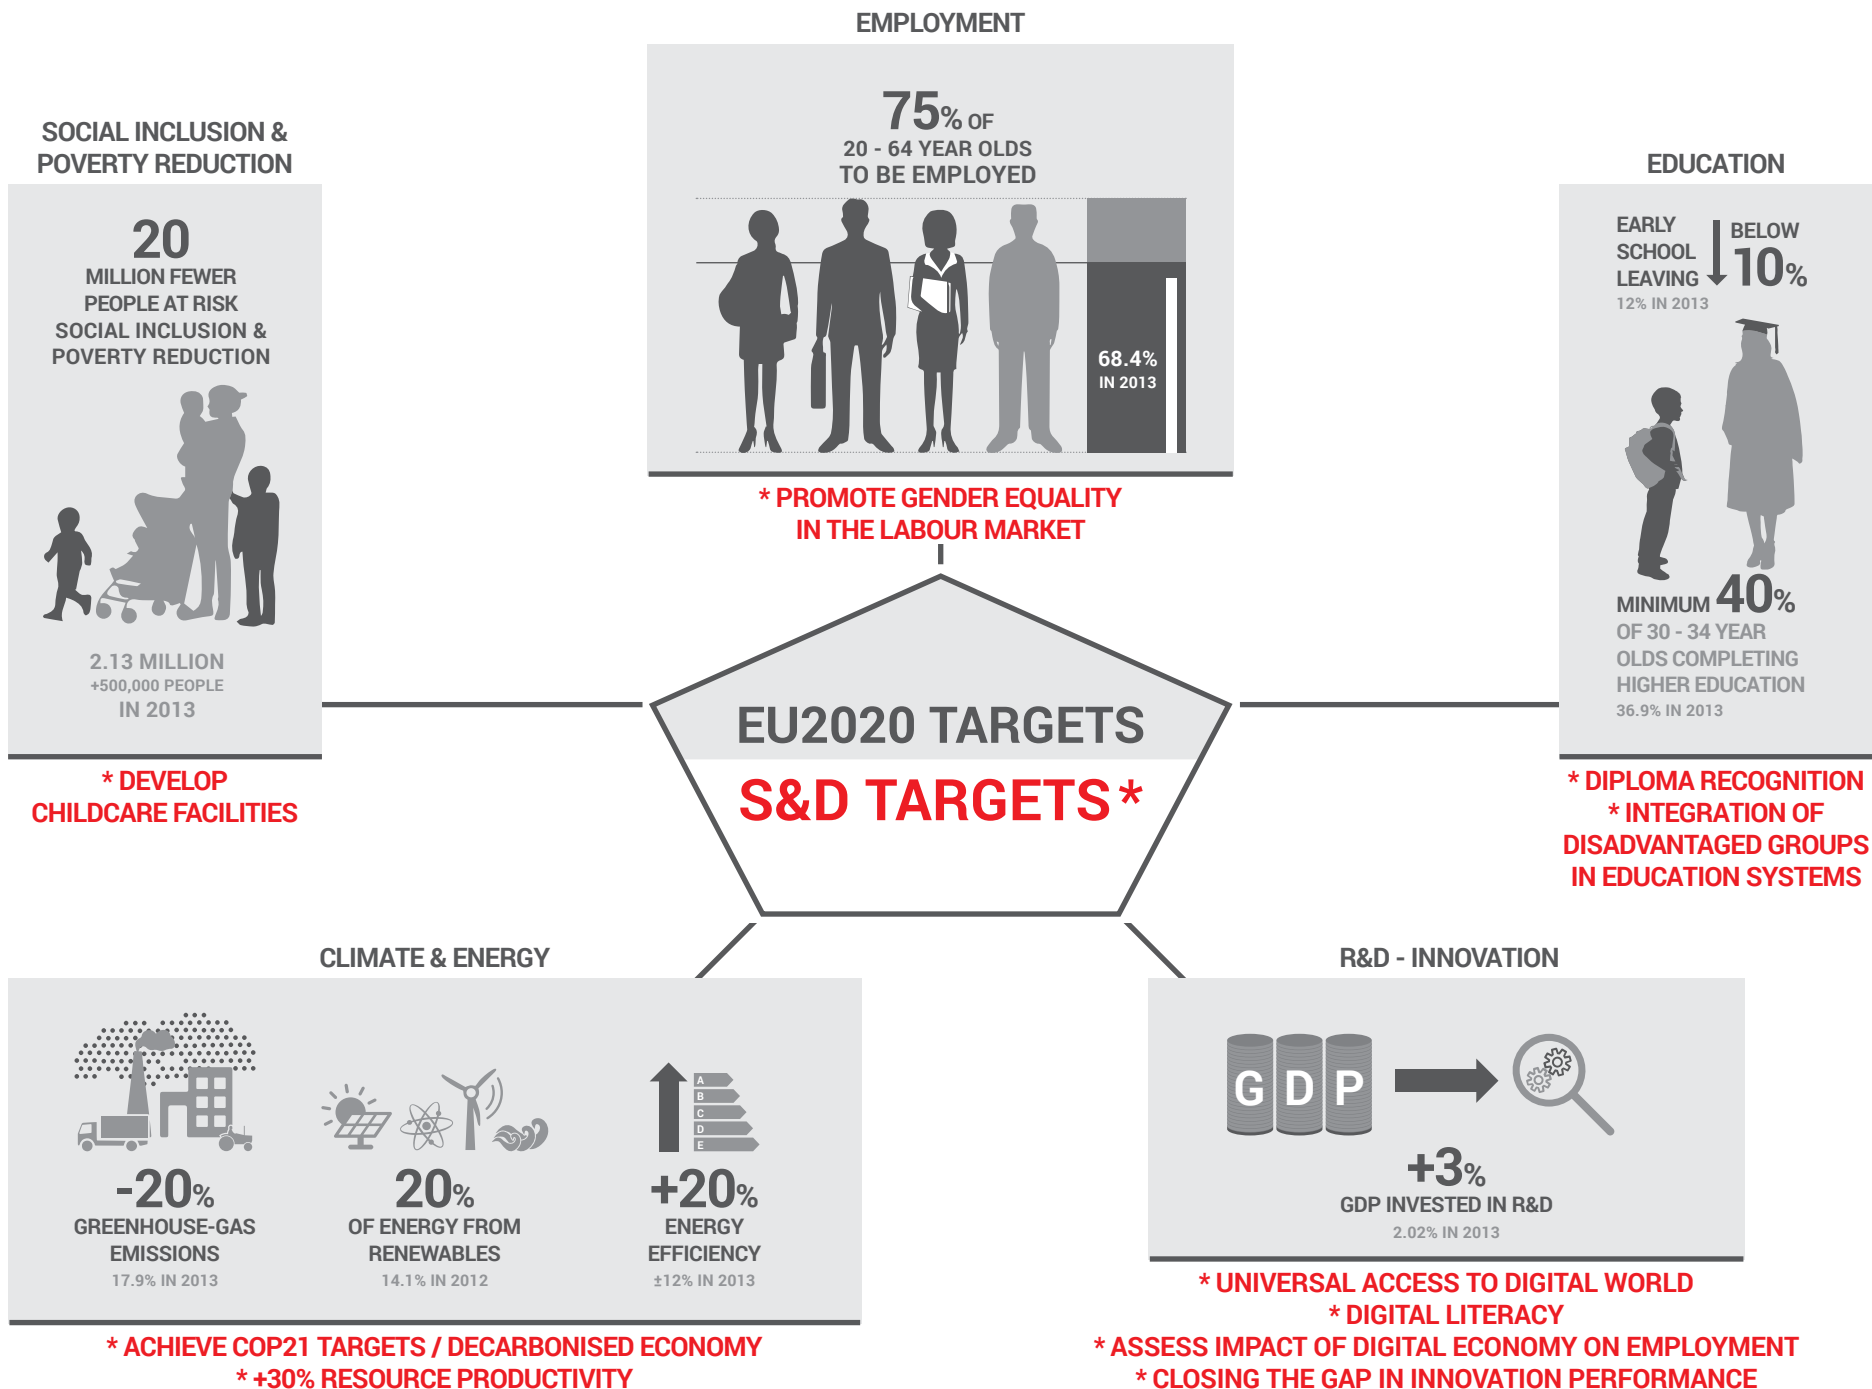 EMPLOYMENT
75% OF
20 - 64 YEAR OLDS
TO BE EMPLOYED
68.4%
IN 2013
* PROMOTE GENDER EQUALITY
IN THE LABOUR MARKET
SOCIAL INCLUSION &
POVERTY REDUCTION
20
MILLION FEWER
PEOPLE AT RISK
SOCIAL INCLUSION &
POVERTY REDUCTION
2.13 MILLION
+500,000 PEOPLE
IN 2013
* DEVELOP
CHILDCARE FACILITIES
EDUCATION
EARLY
SCHOOL
LEAVING
BELOW
10%
12% IN 2013
MINIMUM 40%
OF 30 - 34 YEAR
OLDS COMPLETING
HIGHER EDUCATION
36.9% IN 2013
* DIPLOMA RECOGNITION
* INTEGRATION OF
DISADVANTAGED GROUPS
IN EDUCATION SYSTEMS
EU2020 TARGETS
S&D TARGETS *
CLIMATE & ENERGY
-20%
GREENHOUSE-GAS
EMISSIONS
17.9% IN 2013
20%
OF ENERGY FROM
RENEWABLES
14.1% IN 2012
A
B
C
D
E
+20%
ENERGY
EFFICIENCY
±12% IN 2013
* ACHIEVE COP21 TARGETS / DECARBONISED ECONOMY
* +30% RESOURCE PRODUCTIVITY
R&D - INNOVATION
GDP
+3%
GDP INVESTED IN R&D
2.02% IN 2013
* UNIVERSAL ACCESS TO DIGITAL WORLD
* DIGITAL LITERACY
* ASSESS IMPACT OF DIGITAL ECONOMY ON EMPLOYMENT
* CLOSING THE GAP IN INNOVATION PERFORMANCE